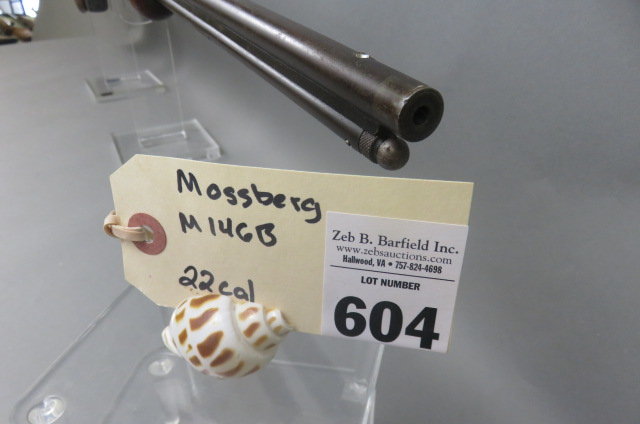 Mossberg
M146B
22cal
Zeb B. Barfield Inc.
www.zebsauctions.com
Hallwood, VA • 757-824-4698
LOT NUMBER
604